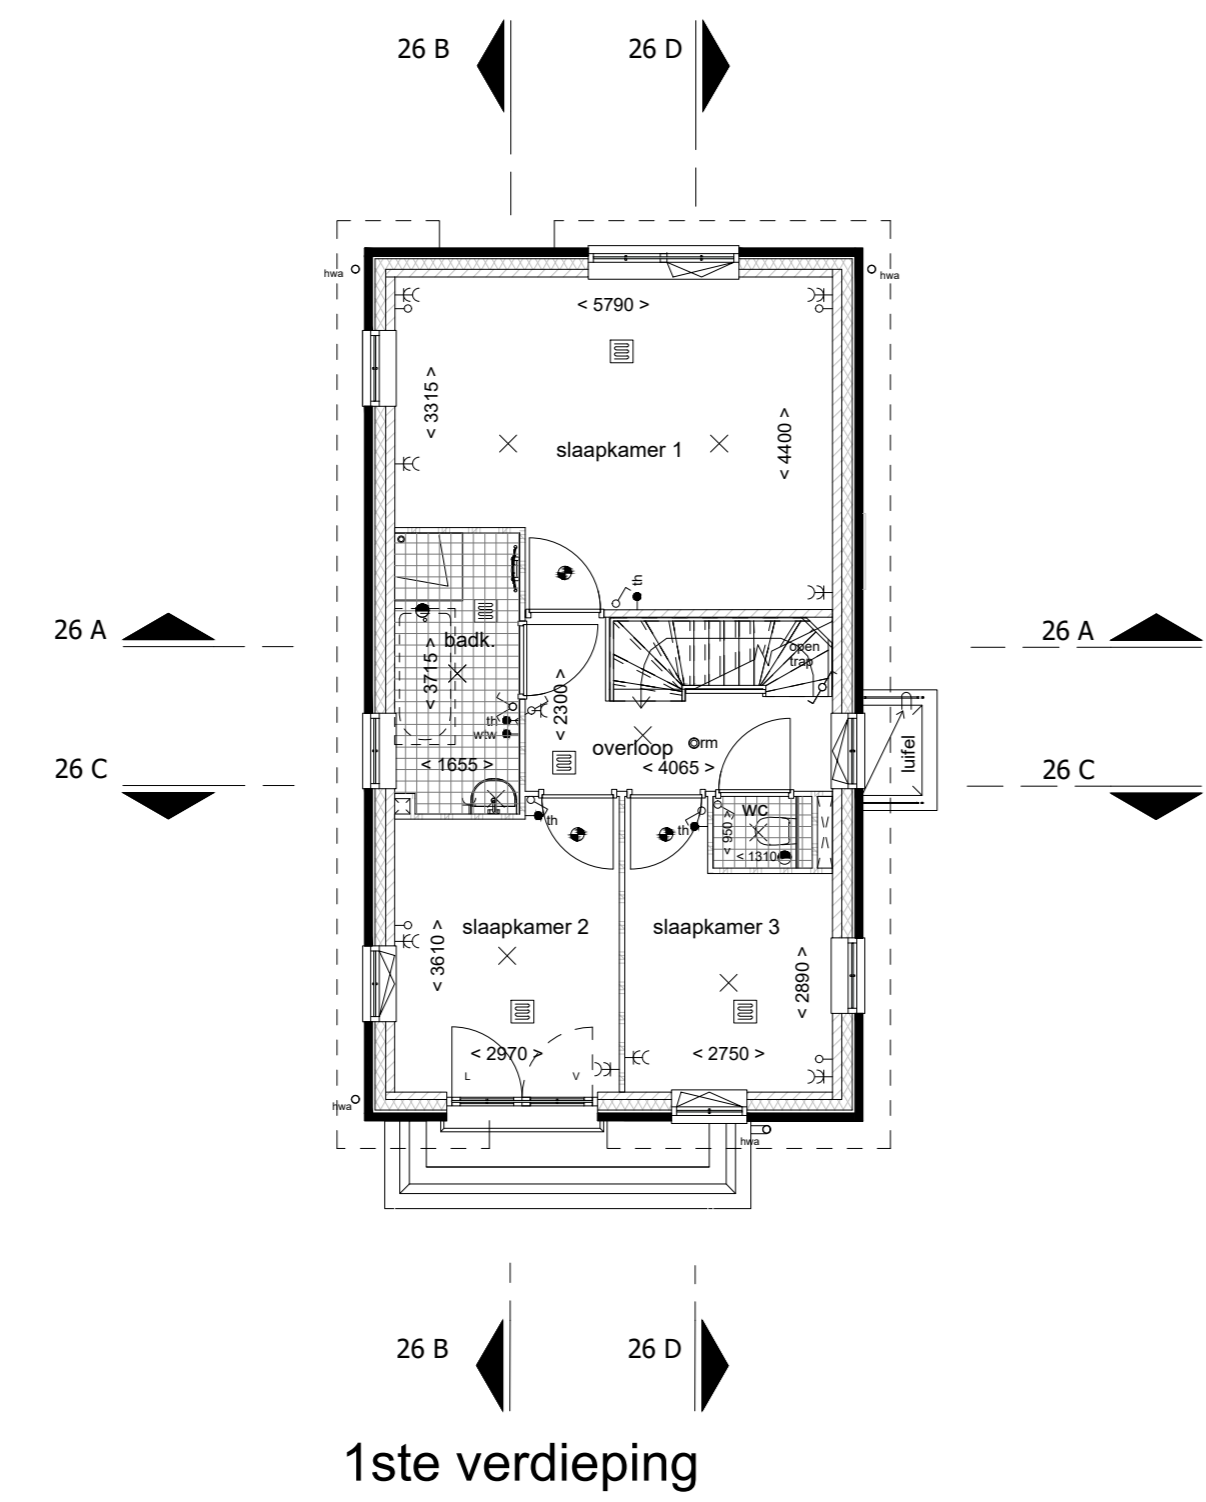 26 B
26 D
hwa
hwa
< 5790 >
< 3315 >
< 4400 >
slaapkamer 1
th
26 A
26 A
badk.
open
trap
< 3715 >
< 2300 >
th
wtw
overloop
rm
< 4065 >
luifel
26 C
< 1655 >
26 C
th
th
WC
< 950 >
< 1310
slaapkamer 2
slaapkamer 3
< 3610 >
< 2890 >
< 2970 >
< 2750 >
L
V
hwa
hwa
26 B
26 D
1ste verdieping